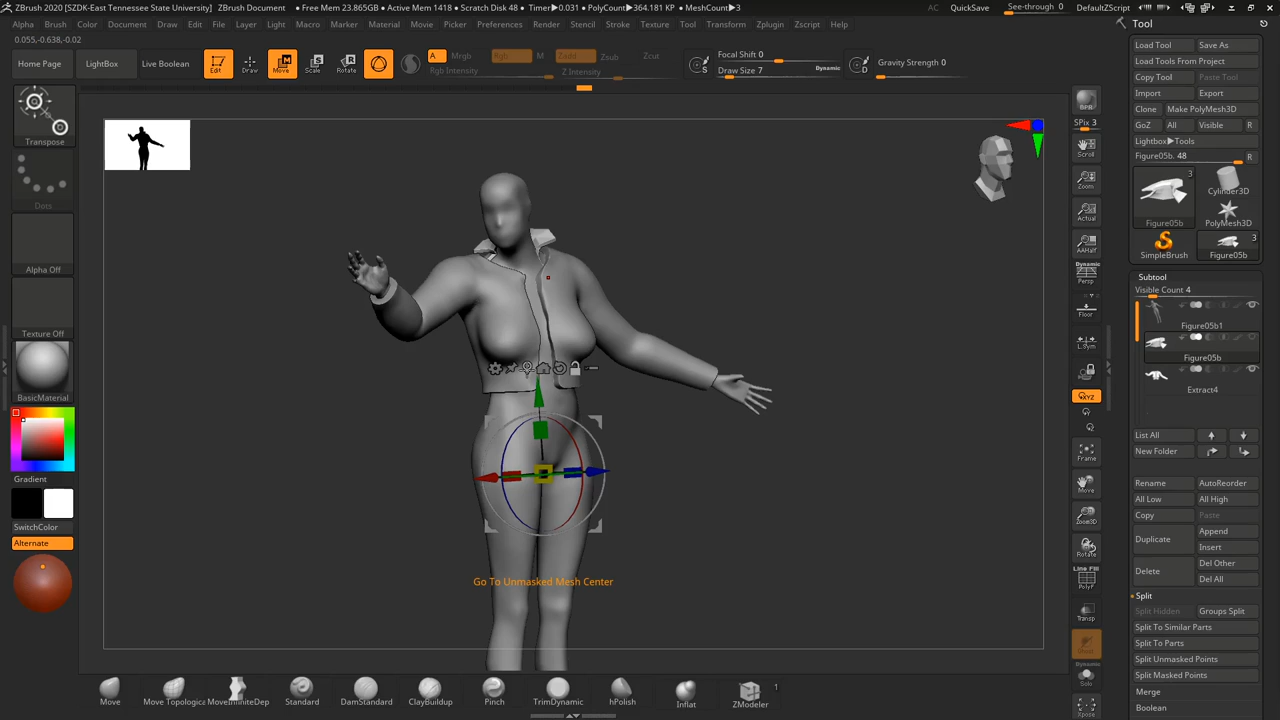 ZBrush 2020 [SZDK-East Tennessee State University] ZBrush Document • Free Mem 23.865GB • Active Mem 1418 • Scratch Disk 48 • Timer▶0.031 • PolyCount▶364.181 KP • MeshCount▶3 AC QuickSave See-through 0 Menus DefaultZScript
Alpha Brush Color Document Draw Edit File Layer Light Macro Marker Material Movie Picker Preferences Render Stencil Stroke Texture Tool Transform Zplugin Zscript Help
0.055,-0.638,-0.02
Home Page LightBox Live Boolean Edit Draw Move Scale Rotate
A Mrgb Rgb M Zadd Zsub Zcut
Rgb Intensity Z Intensity
Focal Shift 0
Draw Size 7 Dynamic
Gravity Strength 0
Transpose
Dots
Alpha Off
Texture Off
BasicMaterial
Gradient
SwitchColor
Alternate
Go To Unmasked Mesh Center
Move Move Topologica MoveInfiniteDep Standard DamStandard ClayBuildup Pinch TrimDynamic hPolish Inflat ZModeler
1
BPR
SPix 3
Scroll
Zoom
Actual
AAHalf
Dynamic
Persp
Floor
L.Sym
XYZ
Frame
Move
Zoom3D
Rotate
Line Fill
PolyF
Transp
Dynamic
Solo
Xpose
Tool
Load Tool Save As
Load Tools From Project
Copy Tool Paste Tool
Import Export
Clone Make PolyMesh3D
GoZ All Visible R
Lightbox▶Tools
Figure05b. 48 R
3
Figure05b
Cylinder3D
PolyMesh3D
SimpleBrush
3
Figure05b
Subtool
Visible Count 4
Figure05b1
Figure05b
Extract4
List All
New Folder
Rename AutoReorder
All Low All High
Copy Paste
Duplicate Append
Insert
Delete Del Other
Del All
Split
Split Hidden Groups Split
Split To Similar Parts
Split To Parts
Split Unmasked Points
Split Masked Points
Merge
Boolean